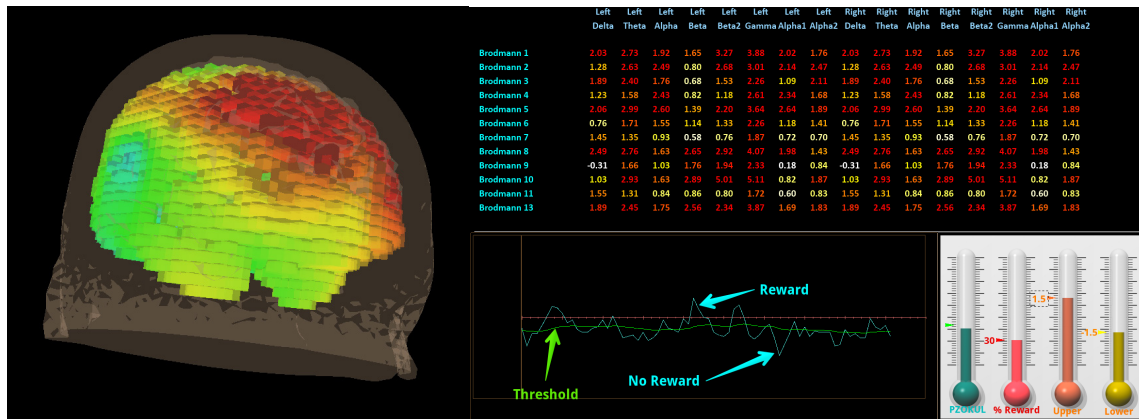 Left Left Left Left Left Left Left Left Right Right Right Right Right Right Right Right
Delta Theta Alpha Beta Beta2 Gamma Alpha1 Alpha2 Delta Theta Alpha Beta Beta2 Gamma Alpha1 Alpha2
Brodmann 1 2.03 2.73 1.92 1.65 3.27 3.88 2.02 1.76 2.03 2.73 1.92 1.65 3.27 3.88 2.02 1.76
Brodmann 2 1.28 2.63 2.49 0.80 2.68 3.01 2.14 2.47 1.28 2.63 2.49 0.80 2.68 3.01 2.14 2.47
Brodmann 3 1.89 2.40 1.76 0.68 1.53 2.26 1.09 2.11 1.89 2.40 1.76 0.68 1.53 2.26 1.09 2.11
Brodmann 4 1.23 1.58 2.43 0.82 1.18 2.61 2.34 1.68 1.23 1.58 2.43 0.82 1.18 2.61 2.34 1.68
Brodmann 5 2.06 2.99 2.60 1.39 2.20 3.64 2.64 1.89 2.06 2.99 2.60 1.39 2.20 3.64 2.64 1.89
Brodmann 6 0.76 1.71 1.55 1.14 1.33 2.26 1.18 1.41 0.76 1.71 1.55 1.14 1.33 2.26 1.18 1.41
Brodmann 7 1.45 1.35 0.93 0.58 0.76 1.87 0.72 0.70 1.45 1.35 0.93 0.58 0.76 1.87 0.72 0.70
Brodmann 8 2.49 2.76 1.63 2.65 2.92 4.07 1.98 1.43 2.49 2.76 1.63 2.65 2.92 4.07 1.98 1.43
Brodmann 9 -0.31 1.66 1.03 1.76 1.94 2.33 0.18 0.84 -0.31 1.66 1.03 1.76 1.94 2.33 0.18 0.84
Brodmann 10 1.03 2.93 1.63 2.89 5.01 5.11 0.82 1.87 1.03 2.93 1.63 2.89 5.01 5.11 0.82 1.87
Brodmann 11 1.55 1.31 0.84 0.86 0.80 1.72 0.60 0.83 1.55 1.31 0.84 0.86 0.80 1.72 0.60 0.83
Brodmann 13 1.89 2.45 1.75 2.56 2.34 3.87 1.69 1.83 1.89 2.45 1.75 2.56 2.34 3.87 1.69 1.83
Reward
No Reward
Threshold
30
1.5
1.5
PZOKUL % Reward Upper Lower